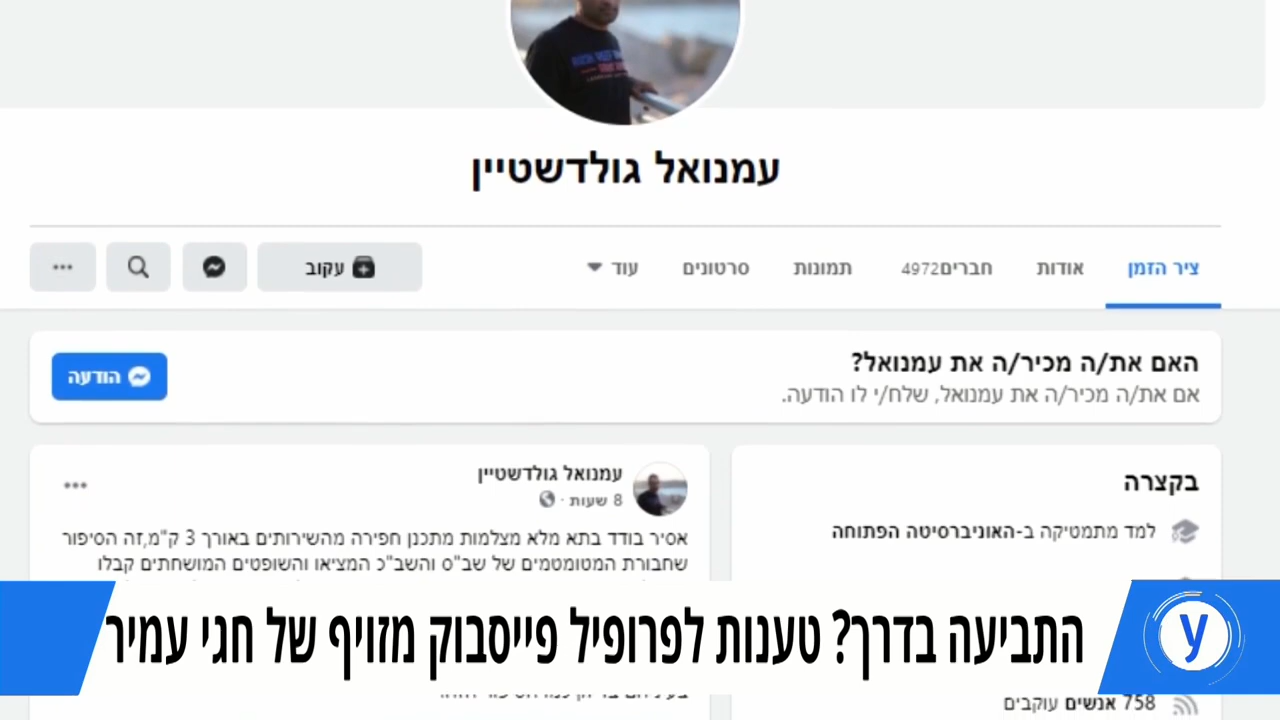 עמנואל גולדשטיין
ציר הזמן אודות חברים4972 תמונות סרטונים עוד עקוב
האם את/ה מכיר/ה את עמנואל?
אם את/ה מכיר/ה את עמנואל, שלח/י לו הודעה.
הודעה
בקצרה
למד מתמטיקה ב-האוניברסיטה הפתוחה
758 אנשים עוקבים
עמנואל גולדשטיין
8 שעות ·
אסיר בודד בתא מלא מצלמות מתכנן חפירה מהשירותים באורך 3 ק"מ,זה הסיפור
שחבורת המטומטמים של שב"ס והשב"כ המציאו והשופטים המושחתים קבלו
התביעה בדרך? טענות לפרופיל פייסבוק מזויף של חגי עמיר
y